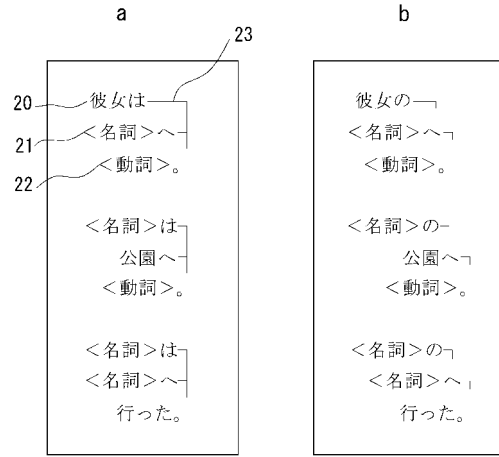 a
23
20
彼女は
21
<名詞>へ
22
<動詞>。
<名詞>は
公園へ
<動詞>。
<名詞>は
<名詞>へ
行った。
b
彼女の
<名詞>へ
<動詞>。
<名詞>の
公園へ
<動詞>。
<名詞>の
<名詞>へ
行った。